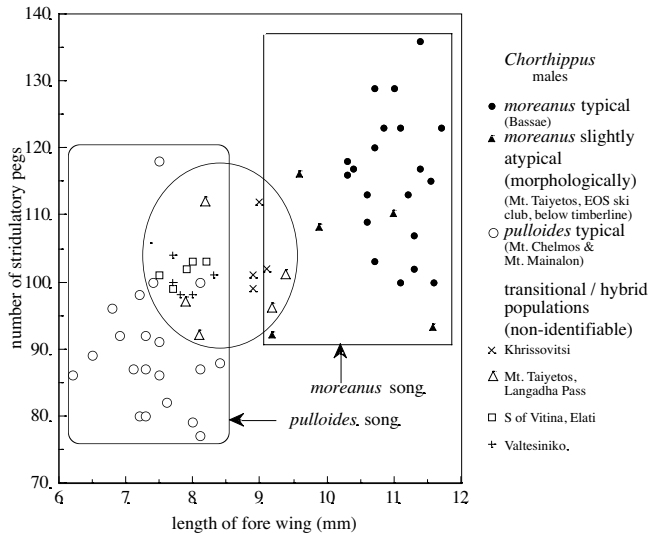 140
130
120
110
100
90
80
70
number of stridulatory pegs
6
7
8
9
10
11
12
length of fore wing (mm)
moreanus song
pulloides song
Chorthippus
males
moreanus typical
(Bassae)
moreanus slightly
atypical
(morphologically)
(Mt. Taiyetos, EOS ski
club, below timberline)
pulloides typical
(Mt. Chelmos &
Mt. Mainalon)
transitional / hybrid
populations
(non-identifiable)
Khrissovitsi
Mt. Taiyetos,
Langadha Pass
S of Vitina, Elati
Valtesiniko